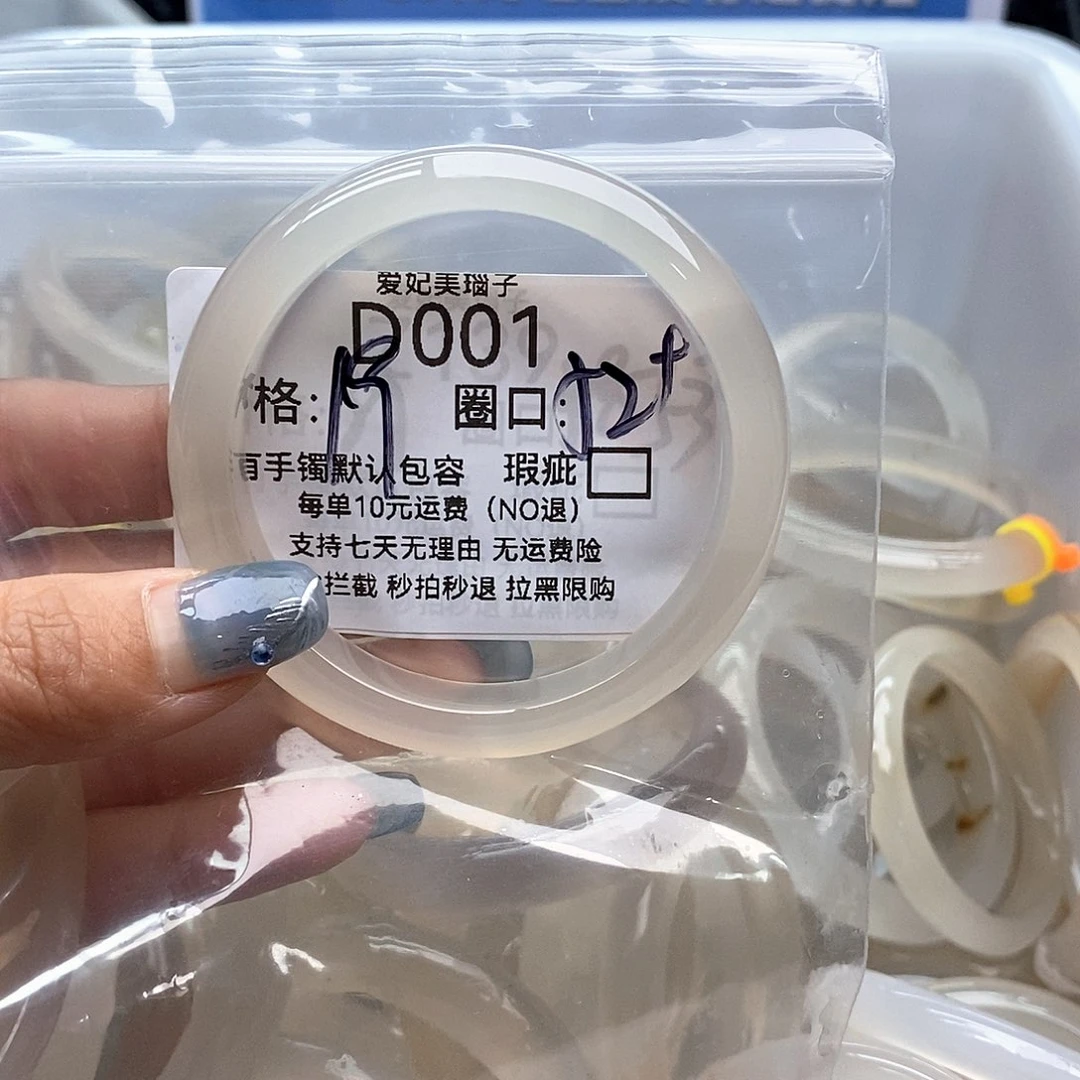 爱妃美瑙子
D001
格: 圈口: 52+
有手镯默认包容 瑕疵
每单10元运费（NO退）
支持七天无理由 无运费险
拦截 秒拍秒退 拉黑限购